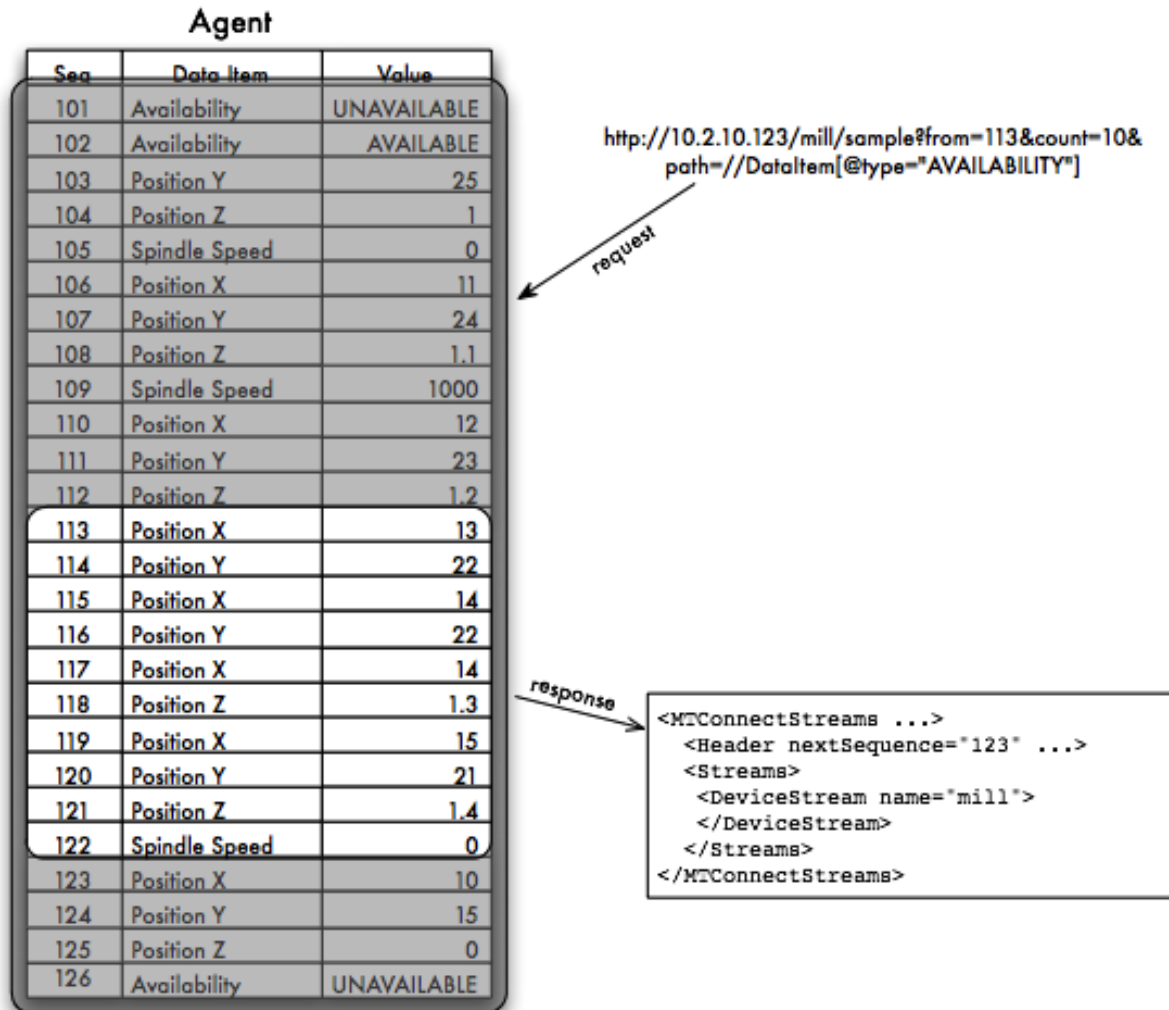 Agent
Seq Data Item Value
101 Availability UNAVAILABLE
102 Availability AVAILABLE
103 Position Y 25
104 Position Z 1
105 Spindle Speed 0
106 Position X 11
107 Position Y 24
108 Position Z 1.1
109 Spindle Speed 1000
110 Position X 12
111 Position Y 23
112 Position Z 1.2
113 Position X 13
114 Position Y 22
115 Position X 14
116 Position Y 22
117 Position X 14
118 Position Z 1.3
119 Position X 15
120 Position Y 21
121 Position Z 1.4
122 Spindle Speed 0
123 Position X 10
124 Position Y 15
125 Position Z 0
126 Availability UNAVAILABLE
http://10.2.10.123/mill/sample?from=113&count=10&
path=//DataItem[@type="AVAILABILITY"]
request
response
<MTConnectStreams ...>
<Header nextSequence="123" ...>
<Streams>
<DeviceStream name="mill">
</DeviceStream>
</Streams>
</MTConnectStreams>